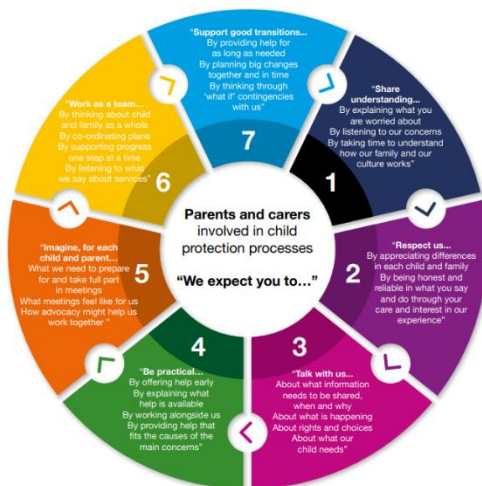 Parents and carers
involved in child
protection processes
“We expect you to…”
1
“Share
understanding...
By explaining what you
are worried about
By listening to our concerns
By taking time to understand
how our family and our
culture works”
2
“Respect us...
By appreciating differences
in each child and family
By being honest and
reliable in what you say
and do through your
care and interest in our
experience”
3
“Talk with us...
About what information
needs to be shared,
when and why
About what is happening
About rights and choices
About what our
child needs”
4
“Be practical...
By offering help early
By explaining what
help is available
By working alongside us
By providing help that
fits the causes of the
main concerns”
5
“Imagine, for each
child and parent...
What we need to prepare
for and take full part
in meetings
What meetings feel like for us
How advocacy might help us
work together ”
6
“Work as a team...
By thinking about child
and family as a whole
By co-ordinating plans
By supporting progress
one step at a time
By listening to what
we say about services”
7
“Support good transitions...
By providing help for
as long as needed
By planning big changes
together and in time
By thinking through
‘what if’ contingencies
with us”